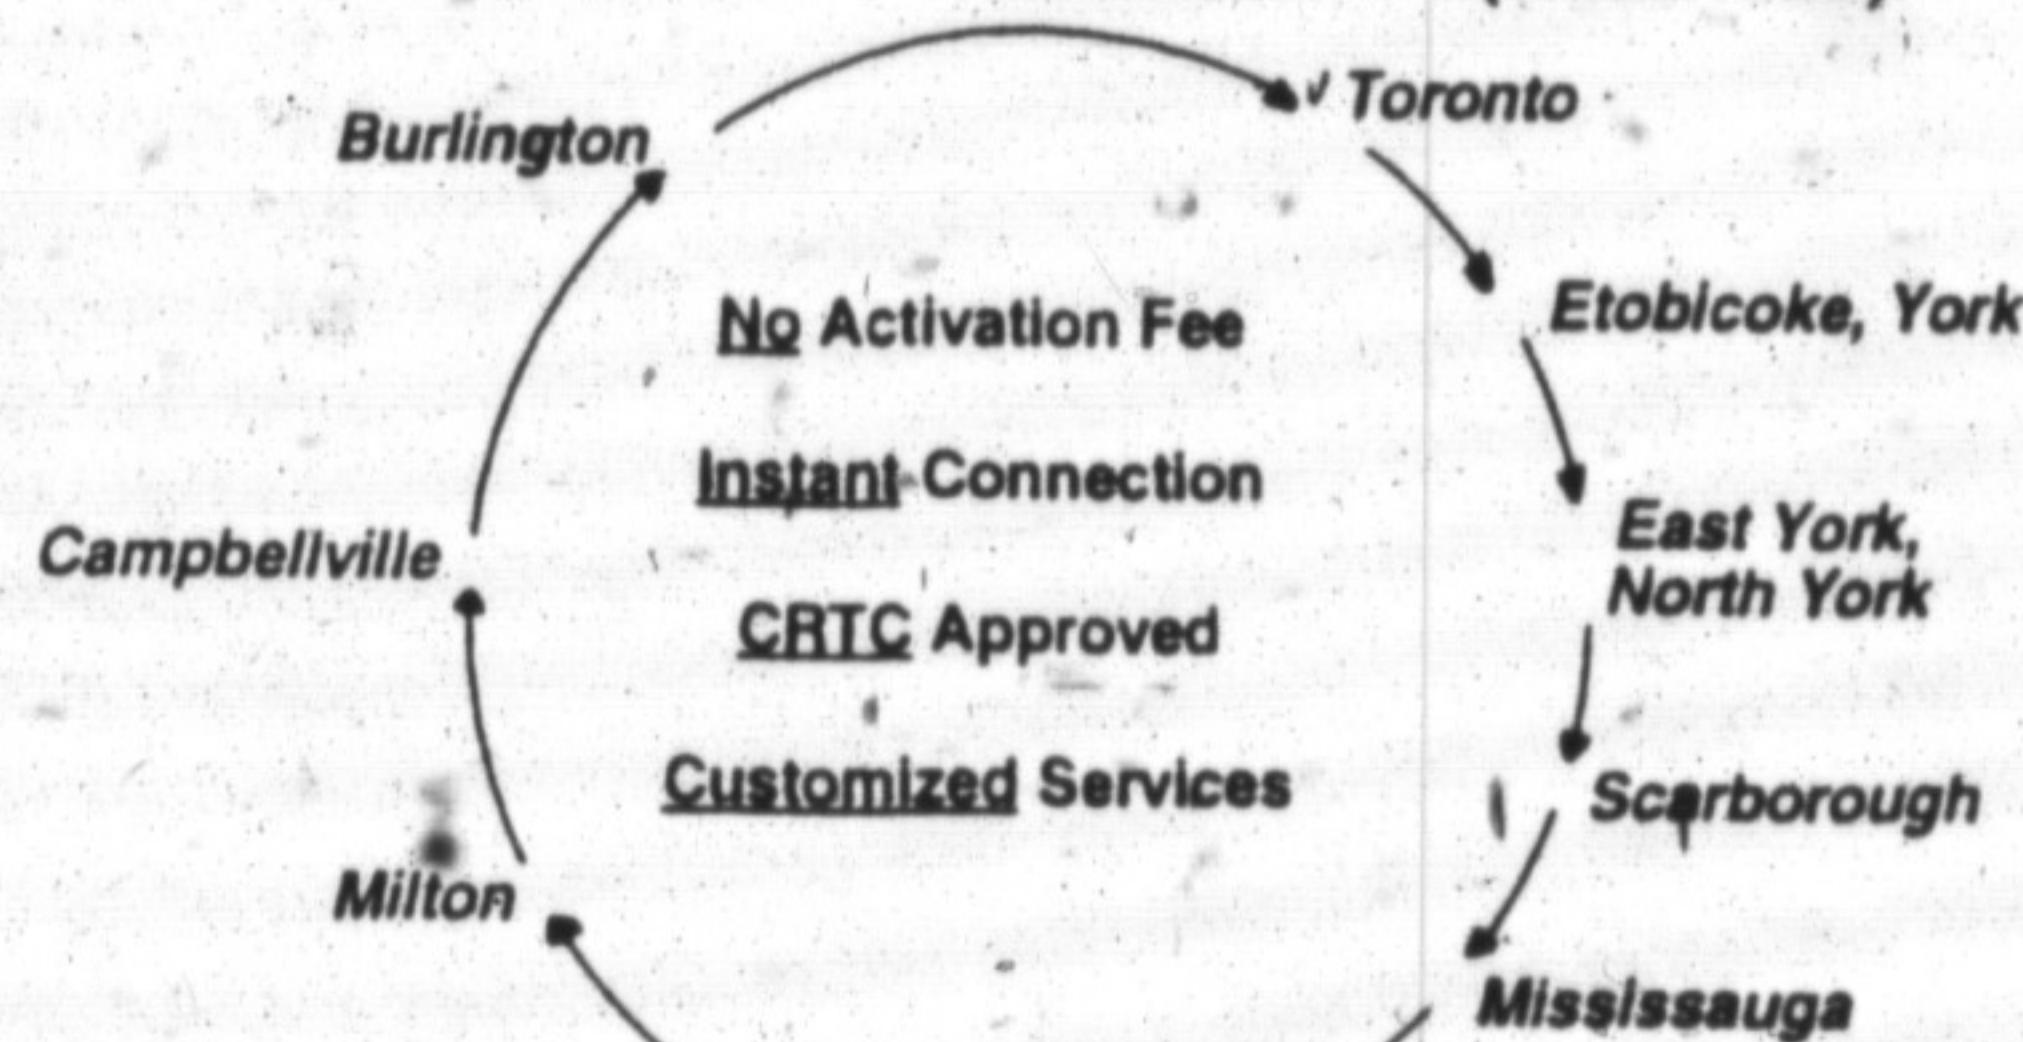 Toronto
Burlington
Etobicoke, York
No Activation Fee
Instant Connection
East York,
North York
Campbellville
CRTC Approved
Customized Services
Scarborough
Milton
Mississauga